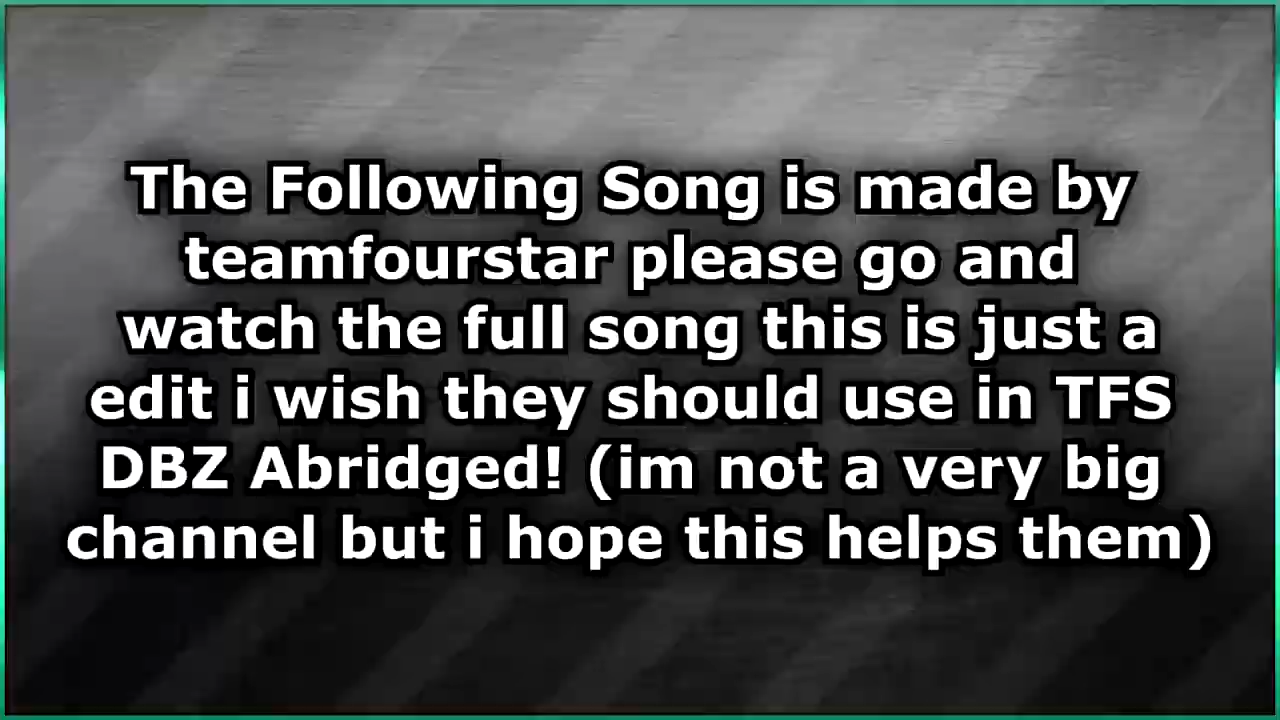 The Following Song is made by
teamfourstar please go and
watch the full song this is just a
edit i wish they should use in TFS
DBZ Abridged! (im not a very big
channel but i hope this helps them)